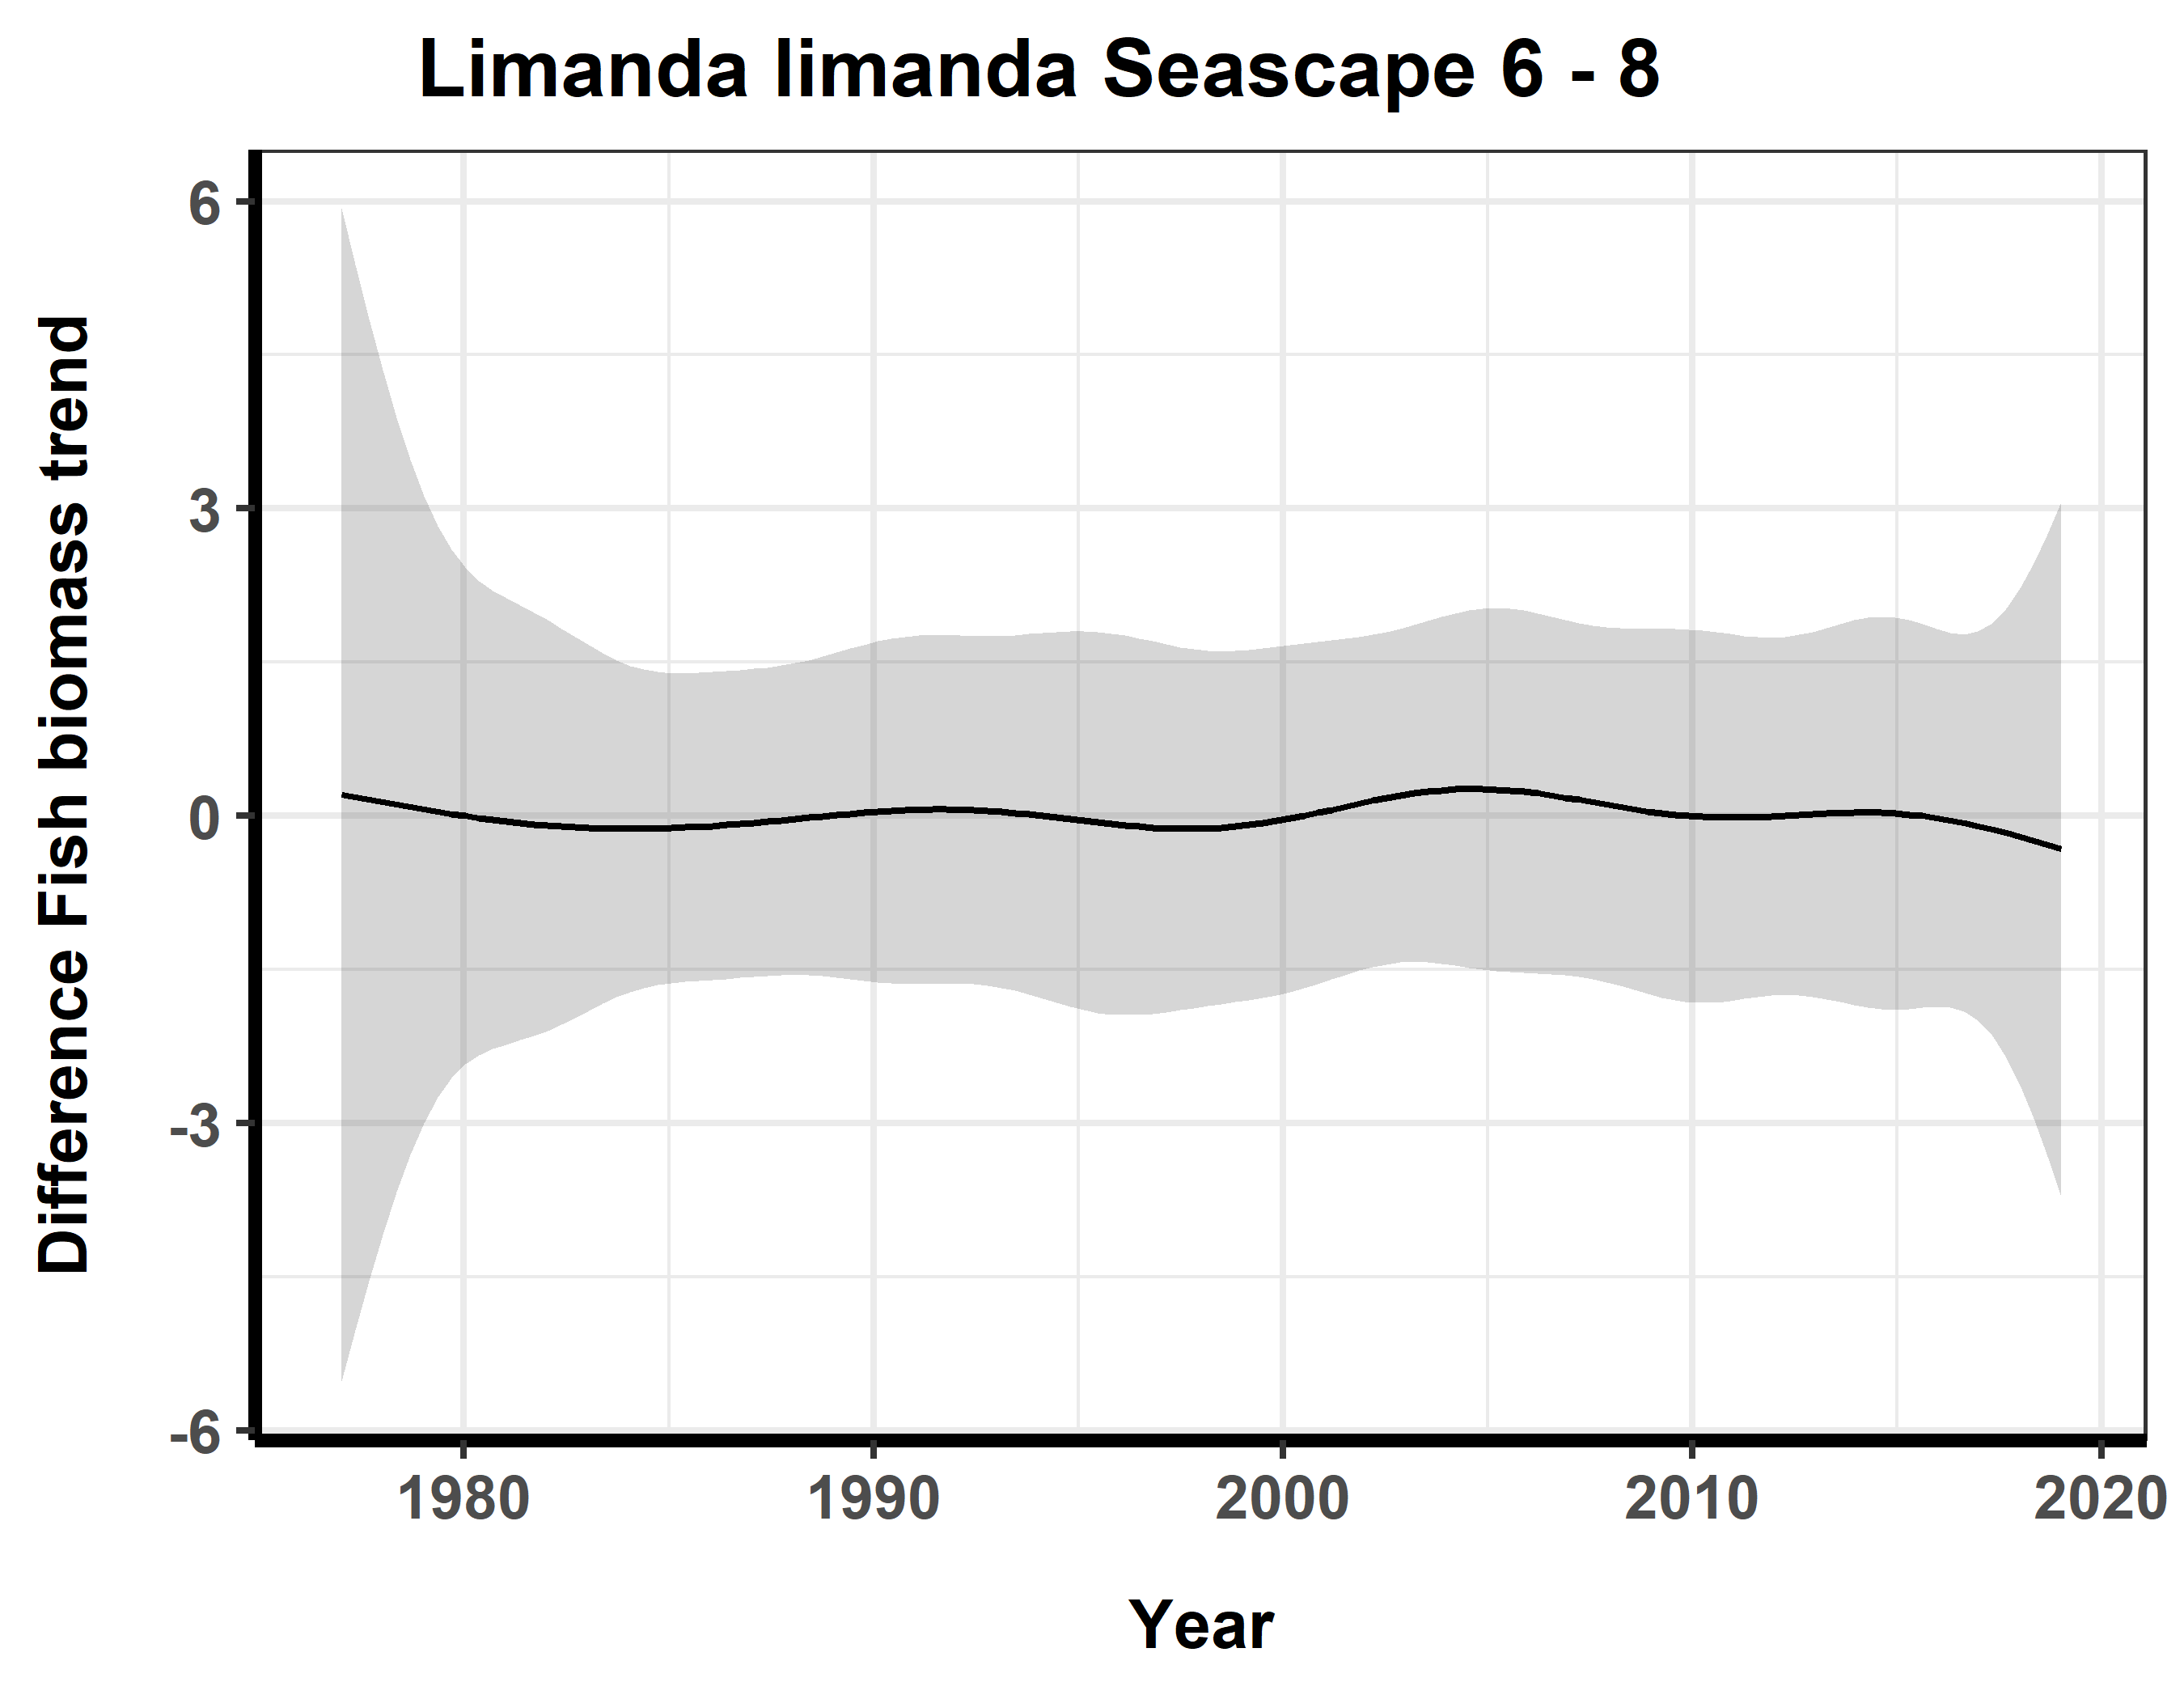 Limanda limanda Seascape 6 - 8
Difference Fish biomass trend
6
3
0
-3
-6
1980 1990 2000 2010 2020
Year